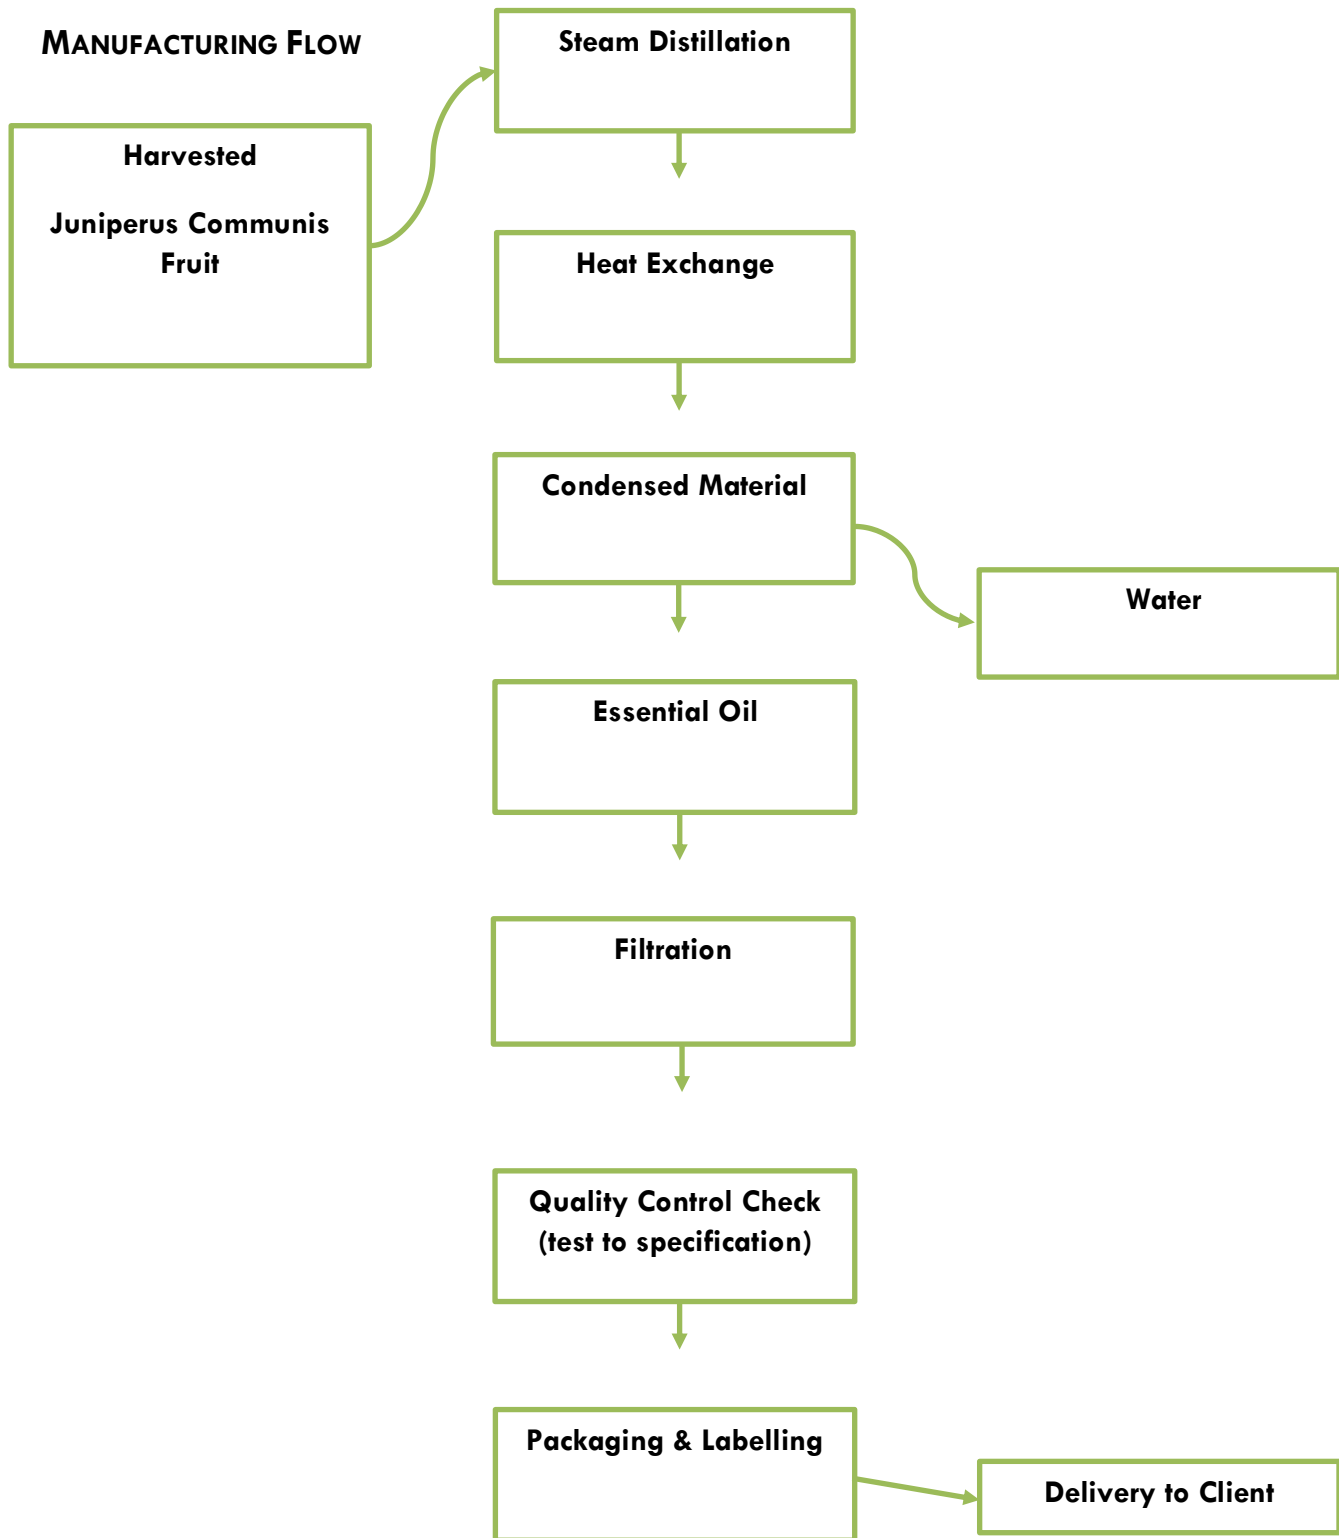 MANUFACTURING FLOW
Steam Distillation
Harvested
Juniperus Communis
Fruit
Heat Exchange
Condensed Material
Water
Essential Oil
Filtration
Quality Control Check
(test to specification)
Packaging & Labelling
Delivery to Client